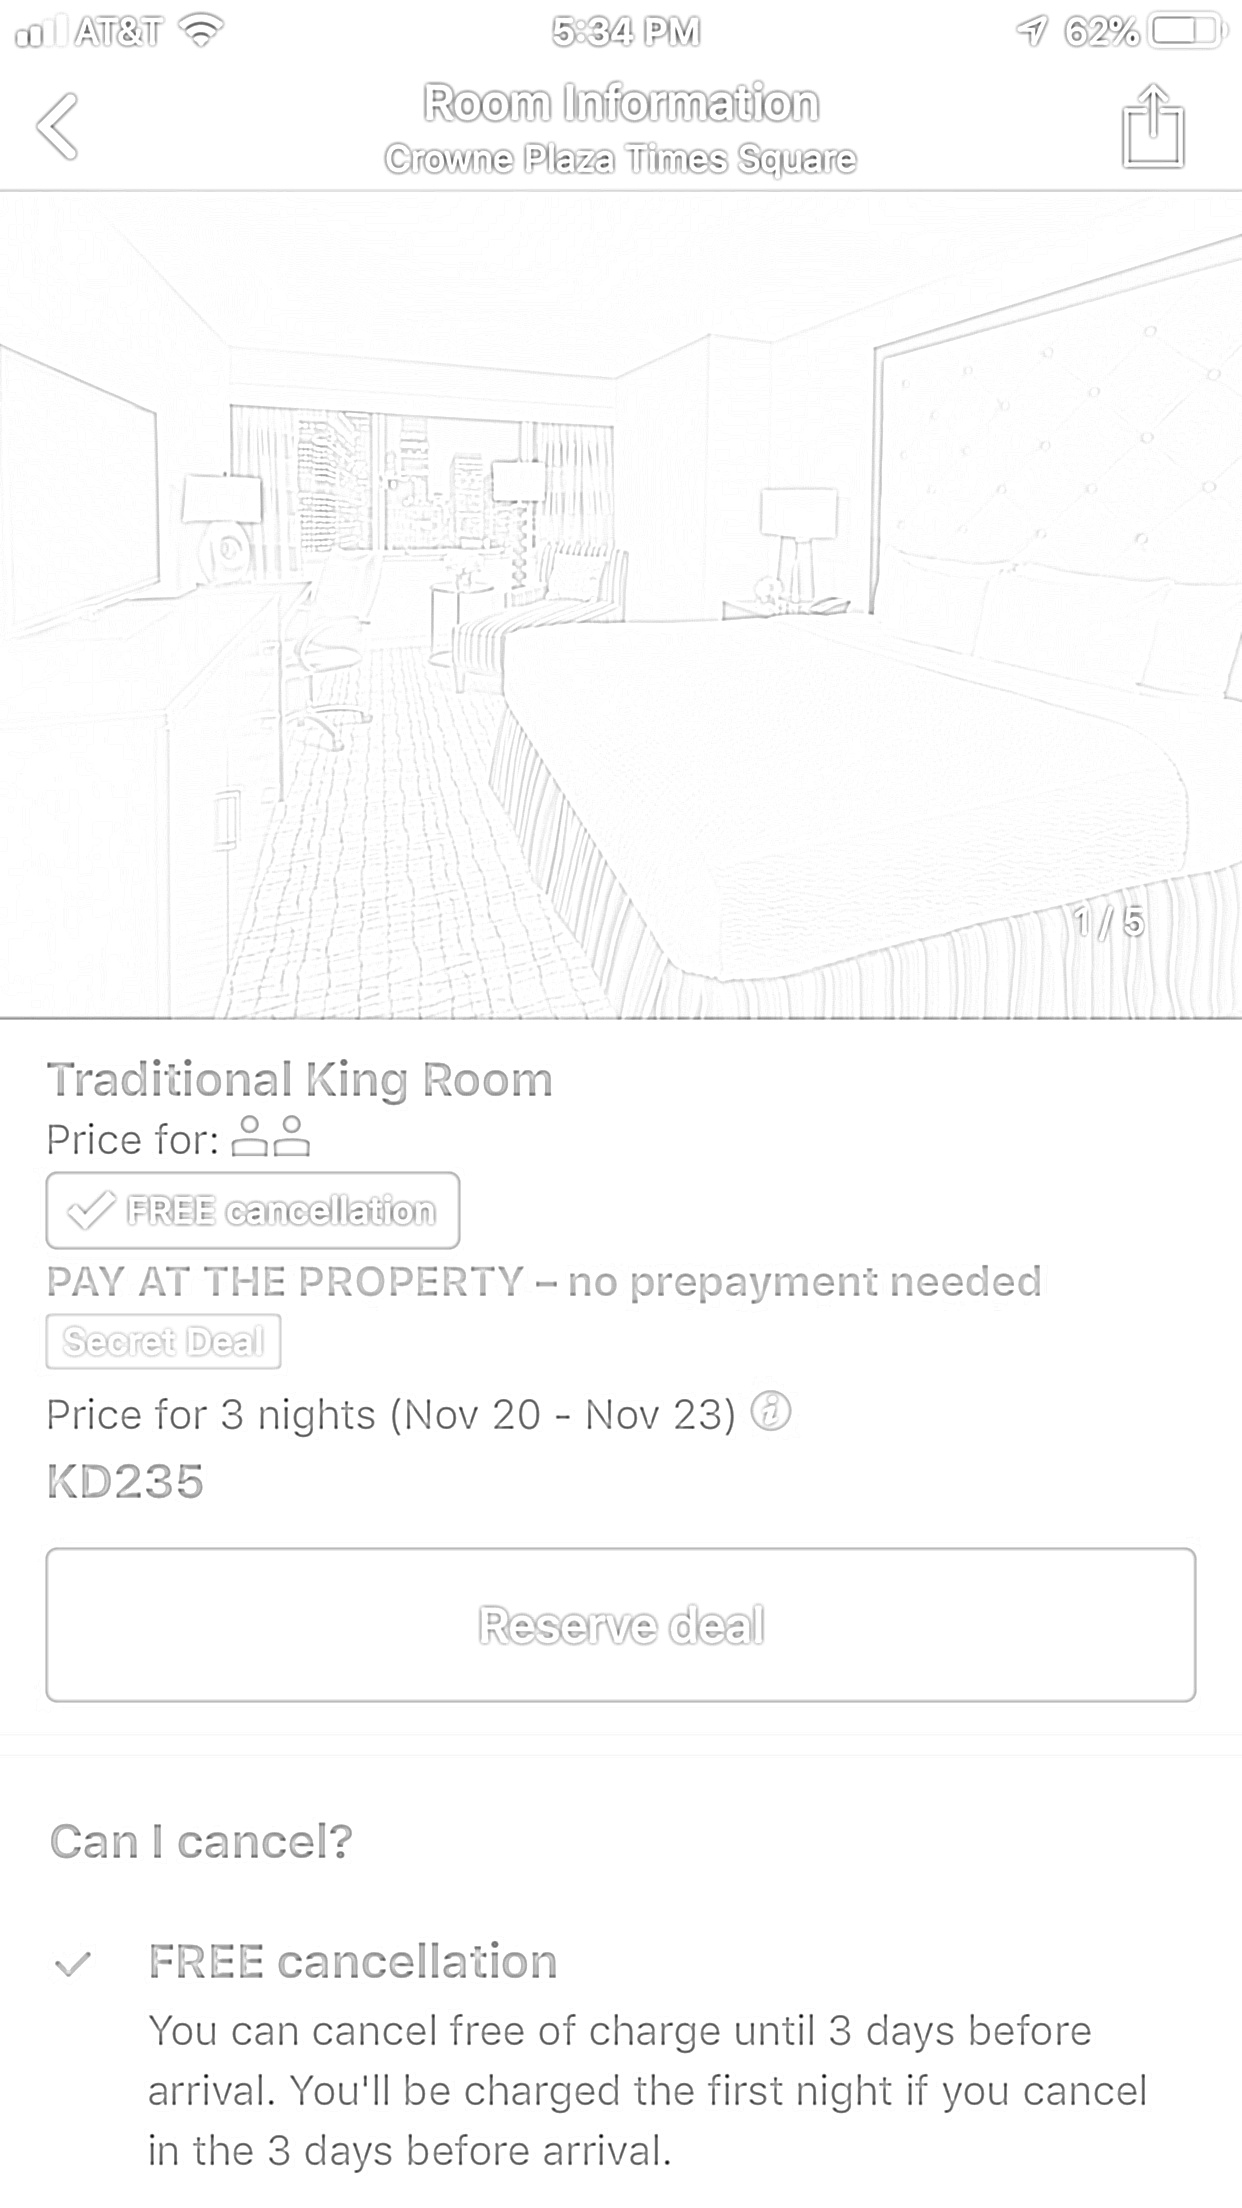 AT&T 5:34 PM 62%
Room Information
Crowne Plaza Times Square
1 / 5
Traditional King Room
Price for:
FREE cancellation
PAY AT THE PROPERTY – no prepayment needed
Secret Deal
Price for 3 nights (Nov 20 - Nov 23) i
KD235
Reserve deal
Can I cancel?
FREE cancellation
You can cancel free of charge until 3 days before
arrival. You'll be charged the first night if you cancel
in the 3 days before arrival.